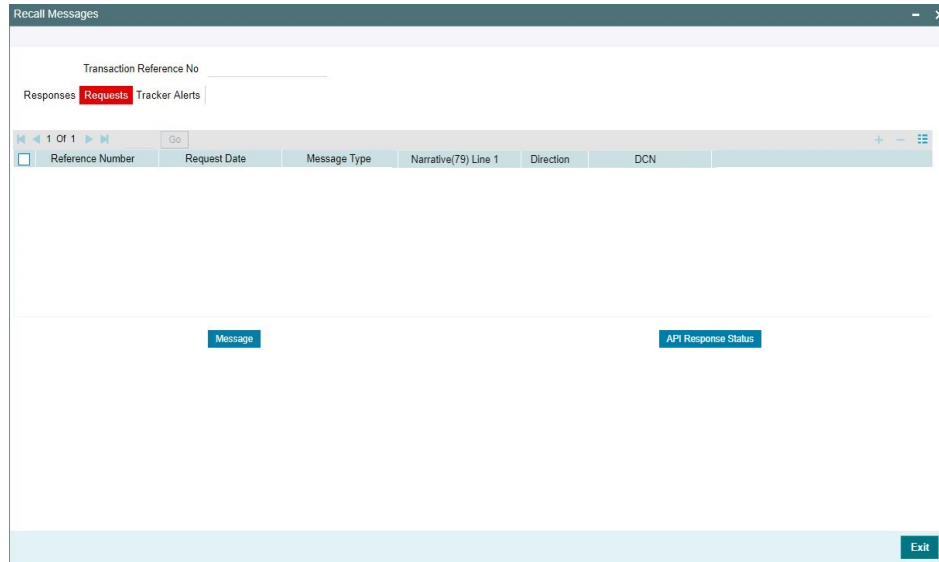 Recall Messages
Transaction Reference No
Responses Requests Tracker Alerts
1 Of 1 Go
Reference Number Request Date Message Type Narrative(79) Line 1 Direction DCN
Message API Response Status
Exit